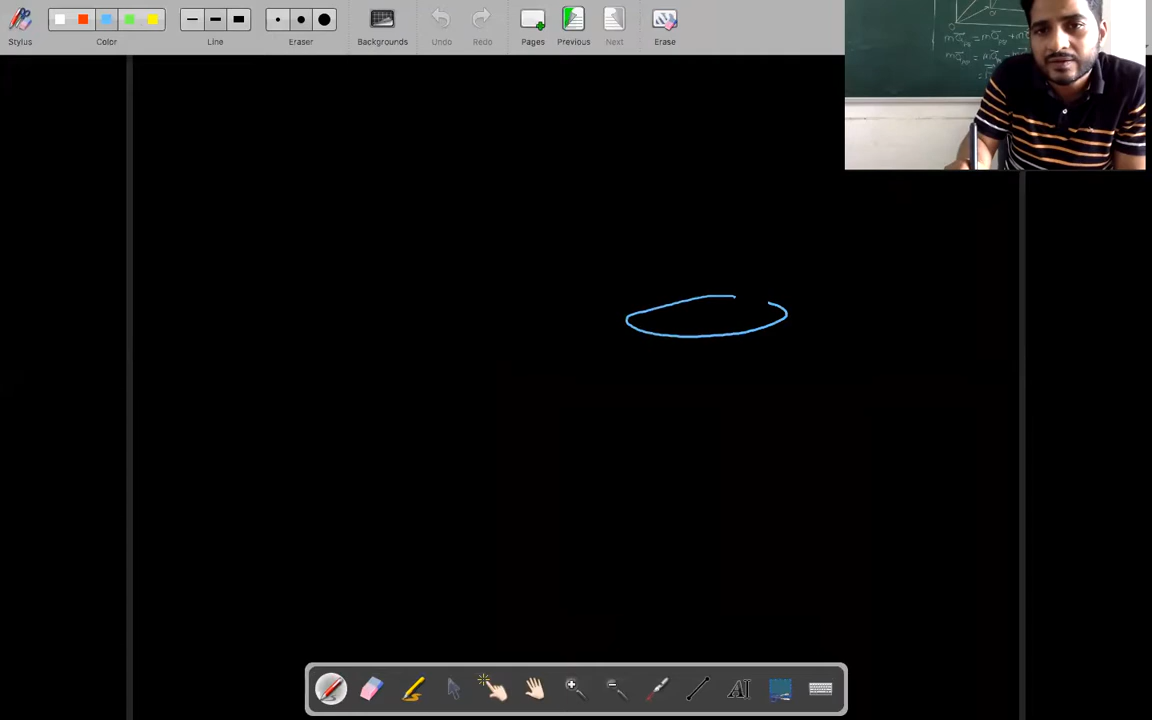 Stylus
Color
Line
Eraser
Backgrounds
Undo
Redo
Pages
Previous
Next
Erase